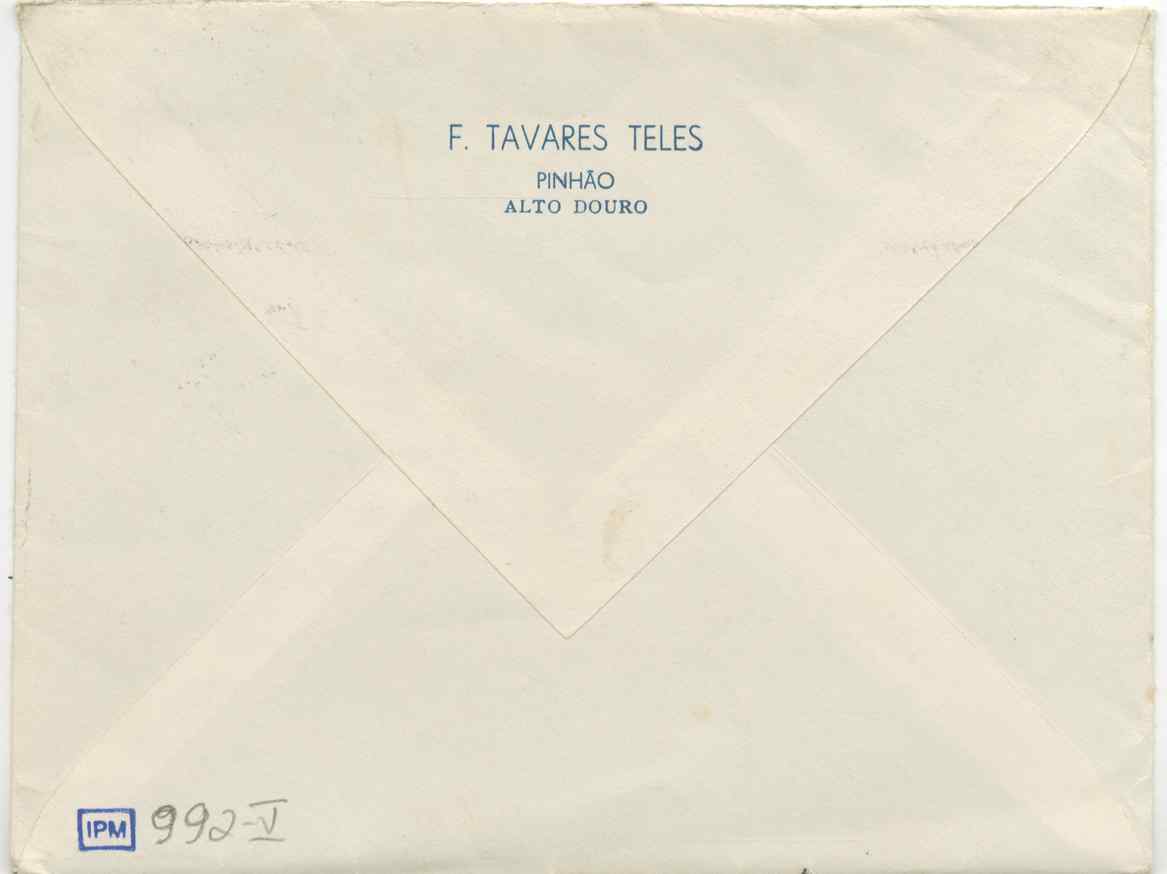 F. TAVARES TELES
PINHÃO
ALTO DOURO
IPM 992-V